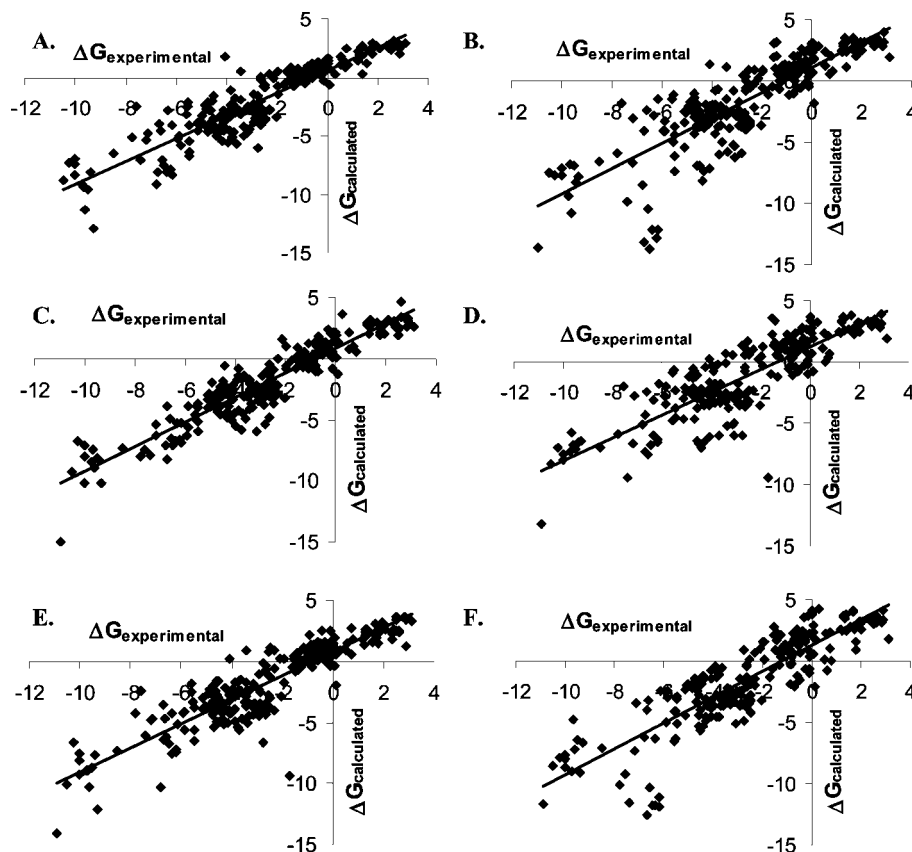 A. ΔGexperimental
5
-12 -10 -8 -6 -4 -2 0 2 4
-5
-10
-15
ΔGcalculated
B. ΔGexperimental
5
-12 -10 -8 -6 -4 -2 0 2 4
-5
-10
-15
ΔGcalculated
C. ΔGexperimental
5
-12 -10 -8 -6 -4 -2 0 2 4
-5
-10
-15
ΔGcalculated
D. ΔGexperimental
5
-12 -10 -8 -6 -4 -2 0 2 4
-5
-10
-15
ΔGcalculated
E. ΔGexperimental
5
-12 -10 -8 -6 -4 -2 0 2 4
-5
-10
-15
ΔGcalculated
F. ΔGexperimental
5
-12 -10 -8 -6 -4 -2 0 2 4
-5
-10
-15
ΔGcalculated